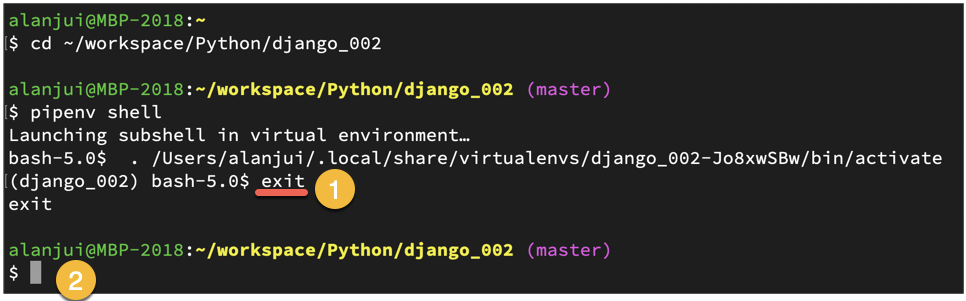 alanjui@MBP-2018:~
$ cd ~/workspace/Python/django_002
alanjui@MBP-2018:~/workspace/Python/django_002 (master)
$ pipenv shell
Launching subshell in virtual environment…
bash-5.0$  . /Users/alanjui/.local/share/virtualenvs/django_002-Jo8xwSBw/bin/activate
(django_002) bash-5.0$ exit 1
exit
alanjui@MBP-2018:~/workspace/Python/django_002 (master)
$ 2